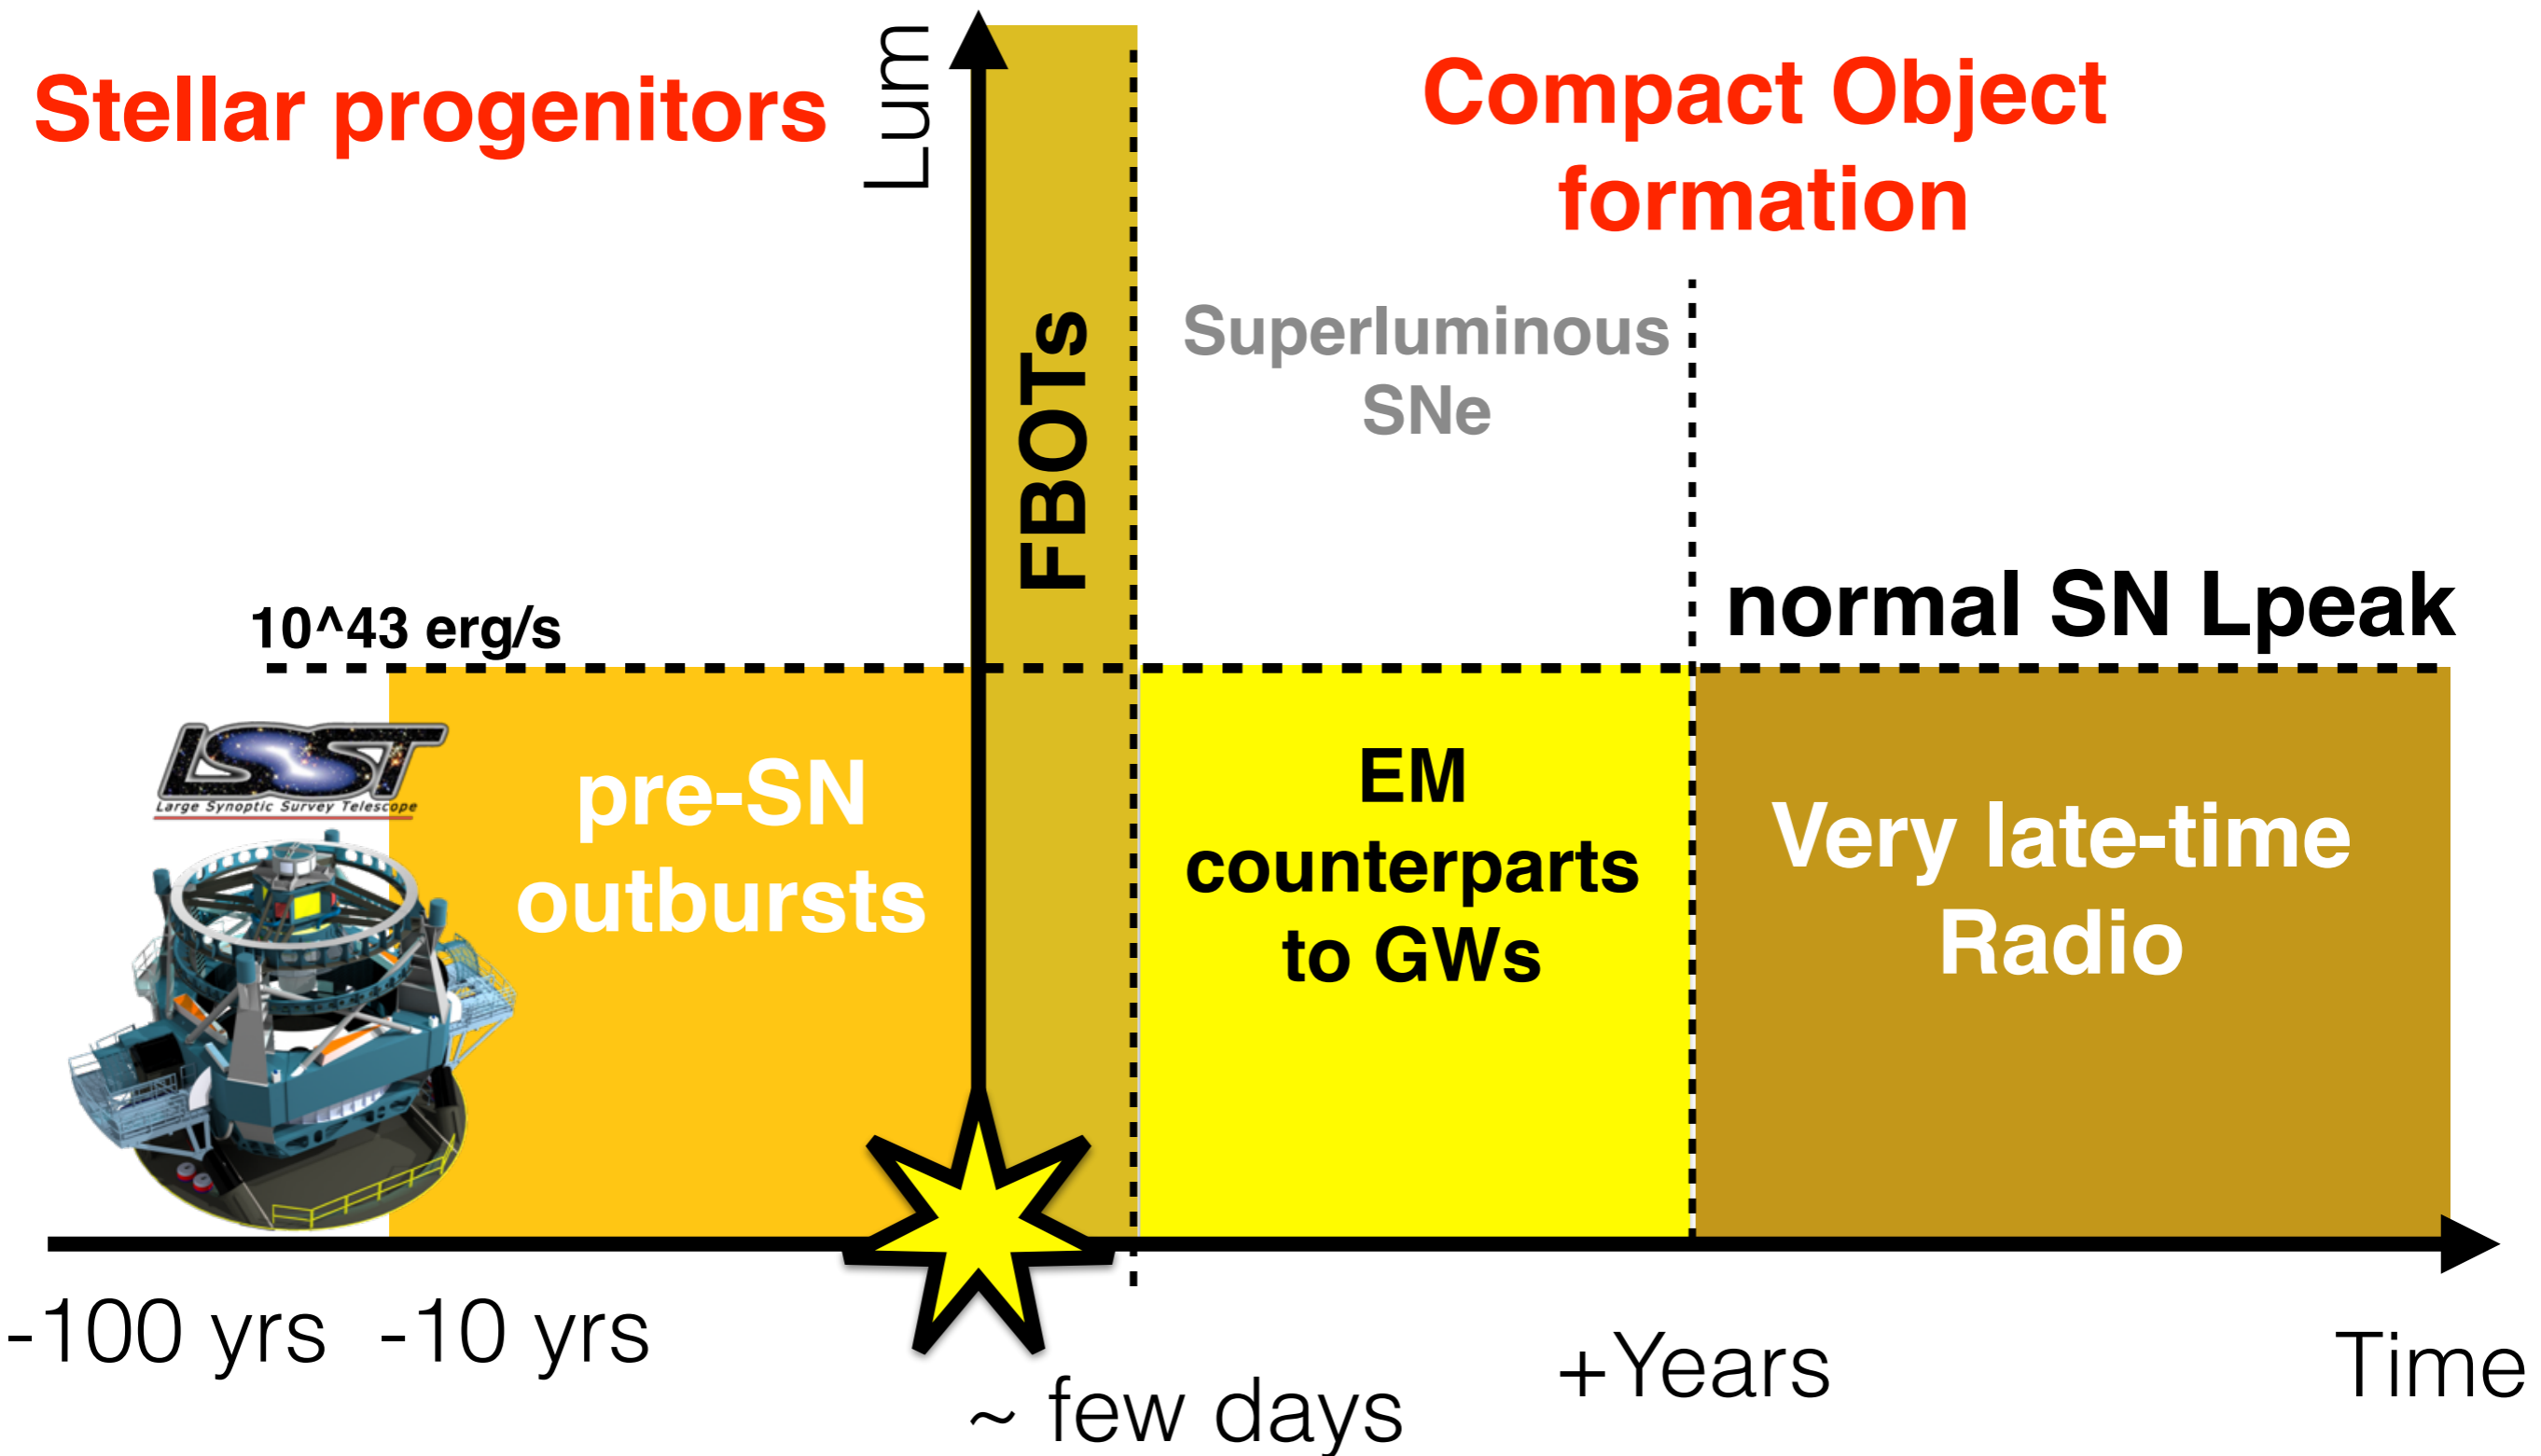 Stellar progenitors
Lum
Compact Object
formation
FBOTs
Superluminous
SNe
10^43 erg/s
normal SN Lpeak
LSST
Large Synoptic Survey Telescope
pre-SN
outbursts
EM
counterparts
to GWs
Very late-time
Radio
-100 yrs
-10 yrs
~ few days
+Years
Time